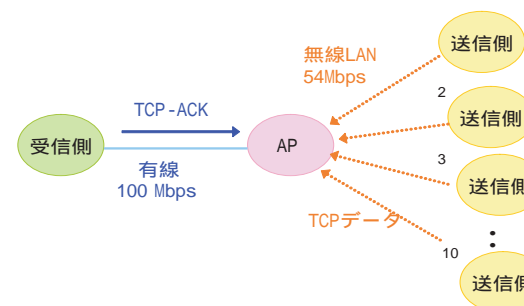 送信側
無線LAN
54Mbps
2
送信側
TCP-ACK
受信側
AP
有線
100 Mbps
3
送信側
TCPデータ
10
送信側